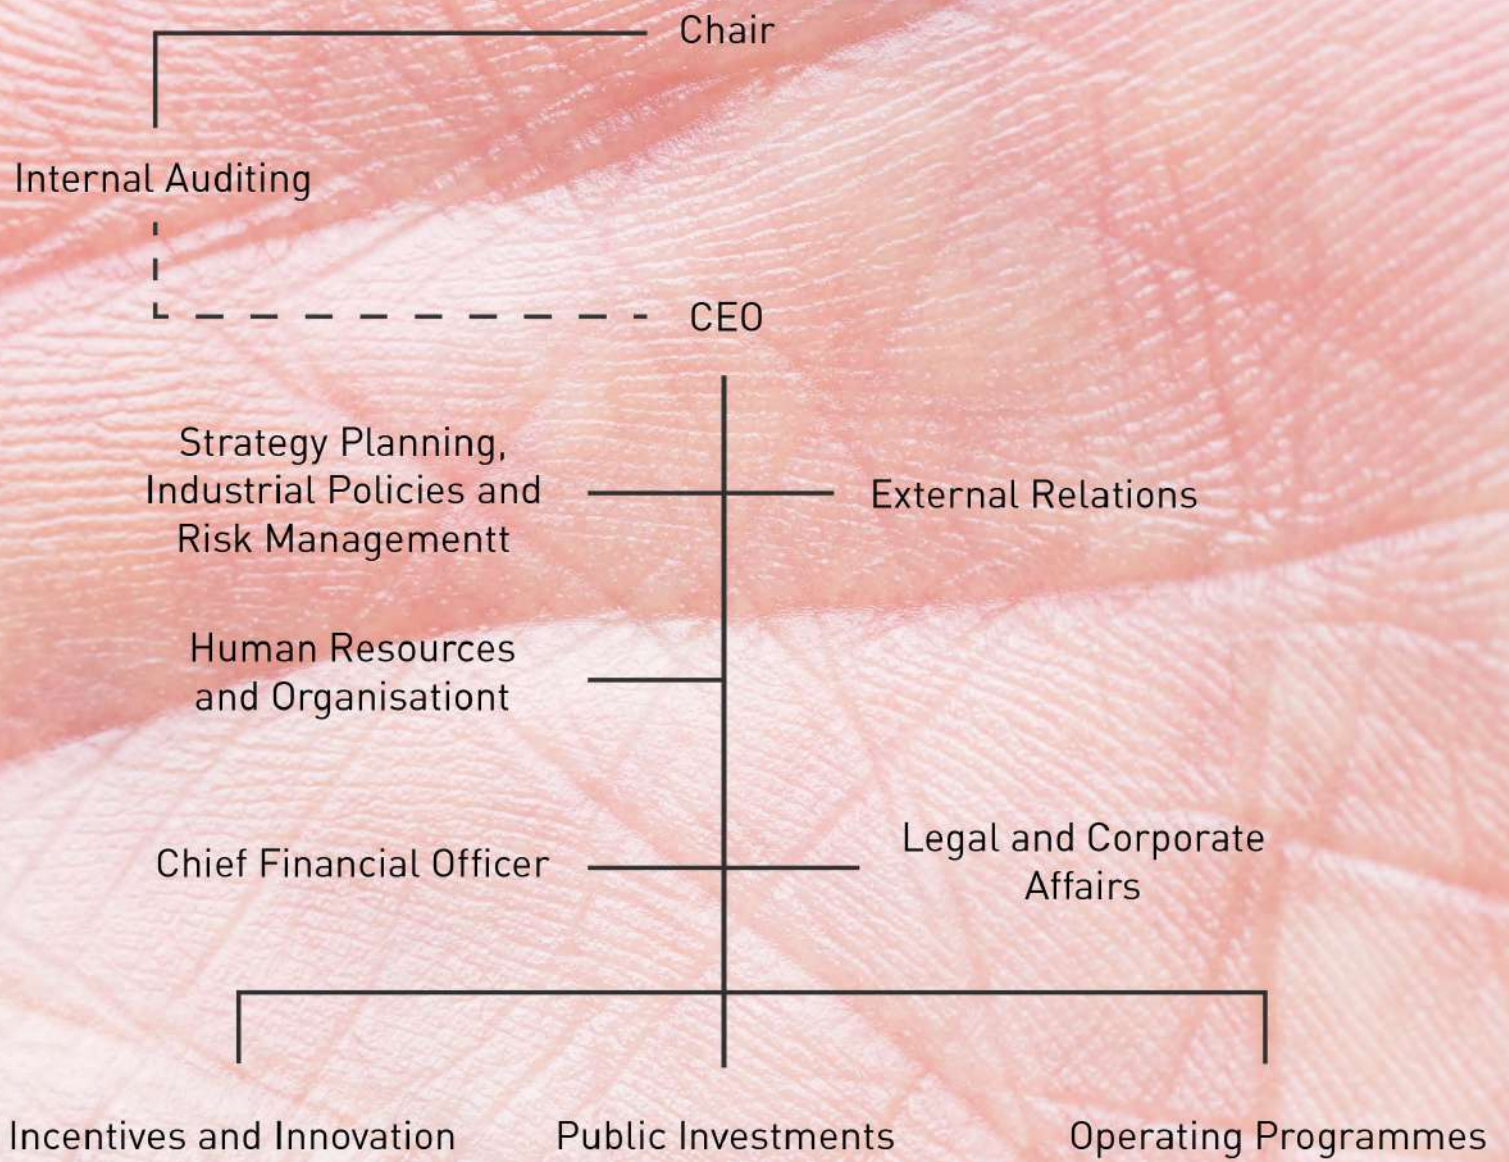 Chair
Internal Auditing
CEO
Strategy Planning,
Industrial Policies and
Risk Managementt
External Relations
Human Resources
and Organisationt
Chief Financial Officer
Legal and Corporate
Affairs
Incentives and Innovation
Public Investments
Operating Programmes